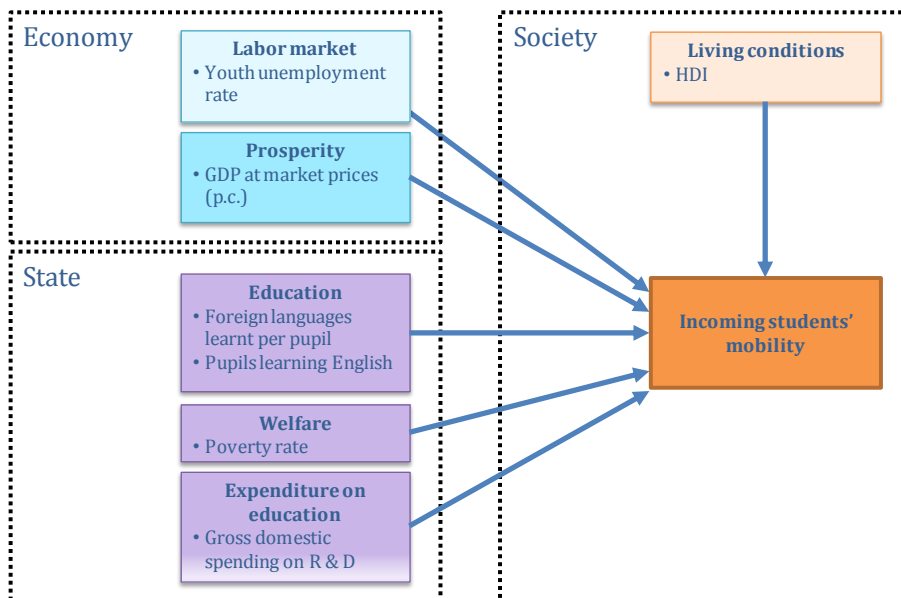 Economy
Labor market
• Youth unemployment
rate
Prosperity
• GDP at market prices
(p.c.)
State
Education
• Foreign languages
learnt per pupil
• Pupils learning English
Welfare
• Poverty rate
Expenditure on
education
• Gross domestic
spending on R & D
Society
Living conditions
• HDI
Incoming students’
mobility